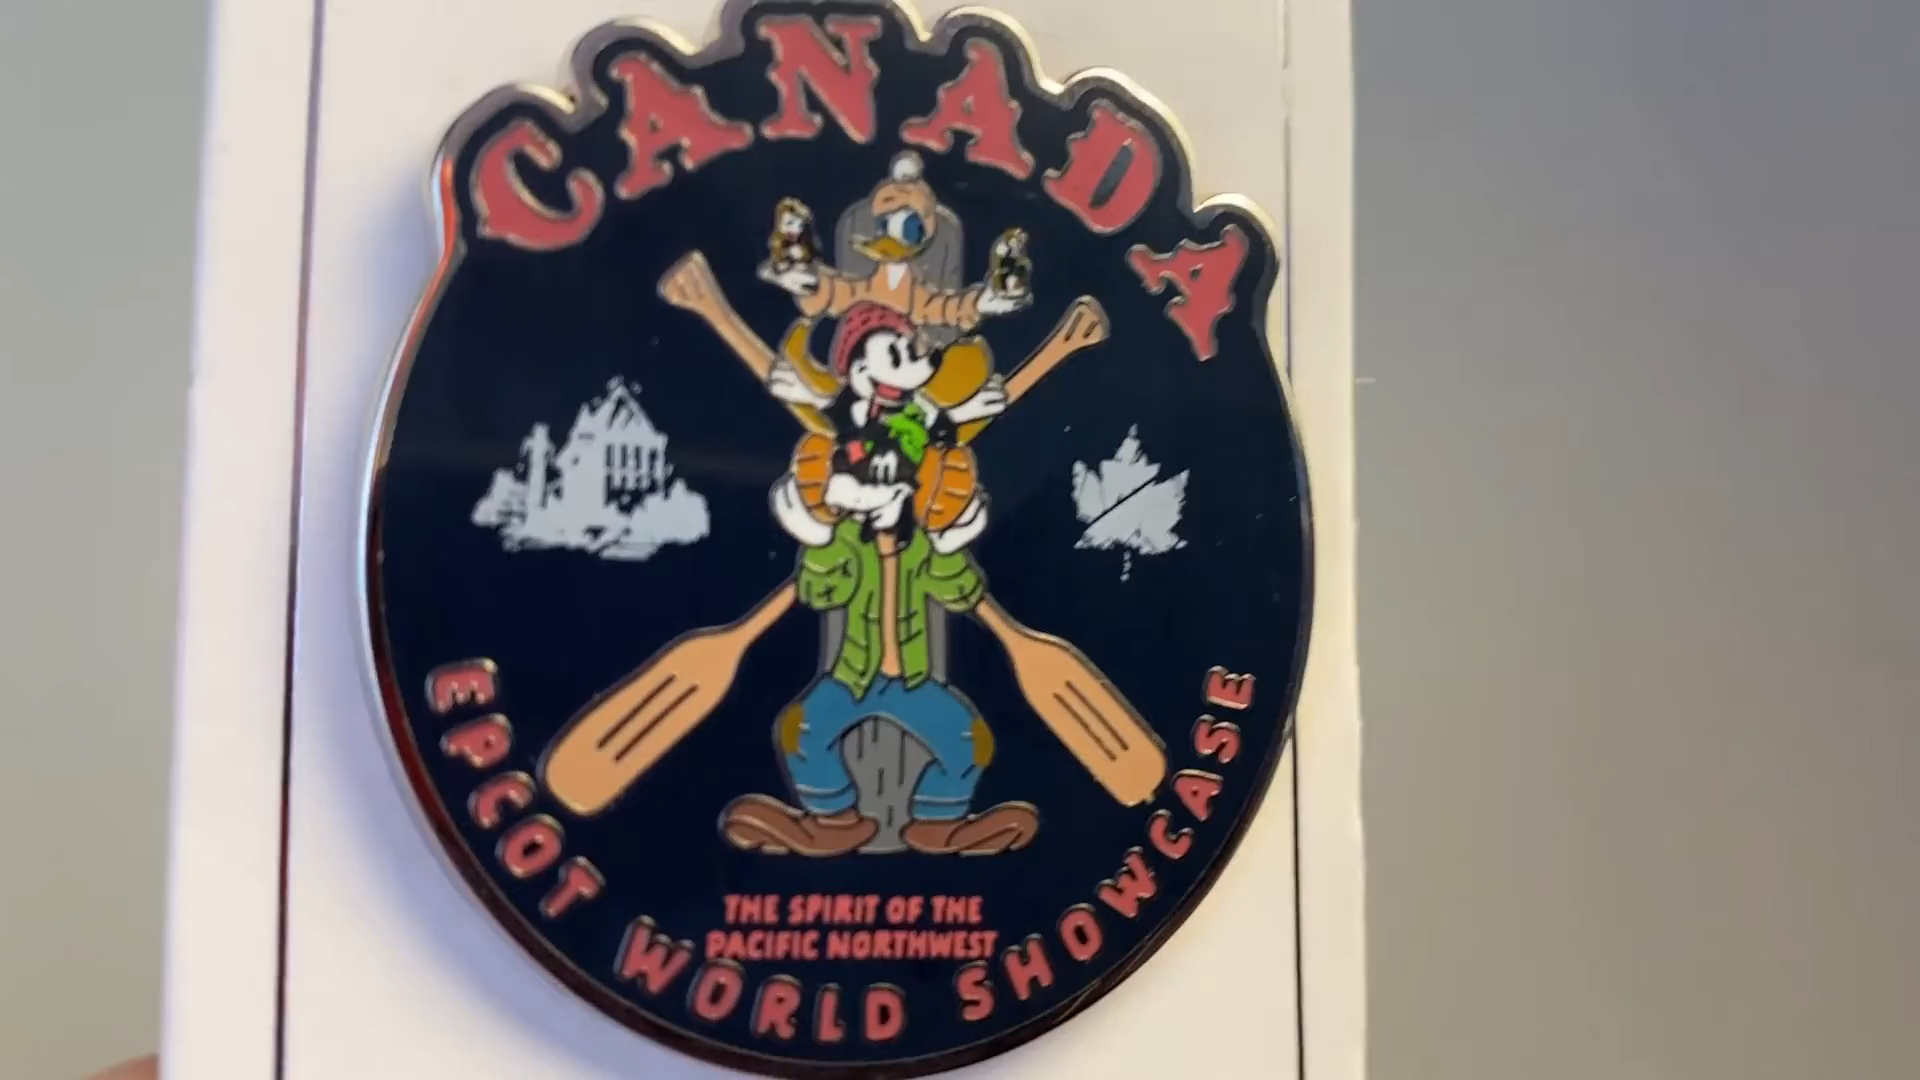 CANADA
THE SPIRIT OF THE
PACIFIC NORTHWEST
EPCOT WORLD SHOWCASE